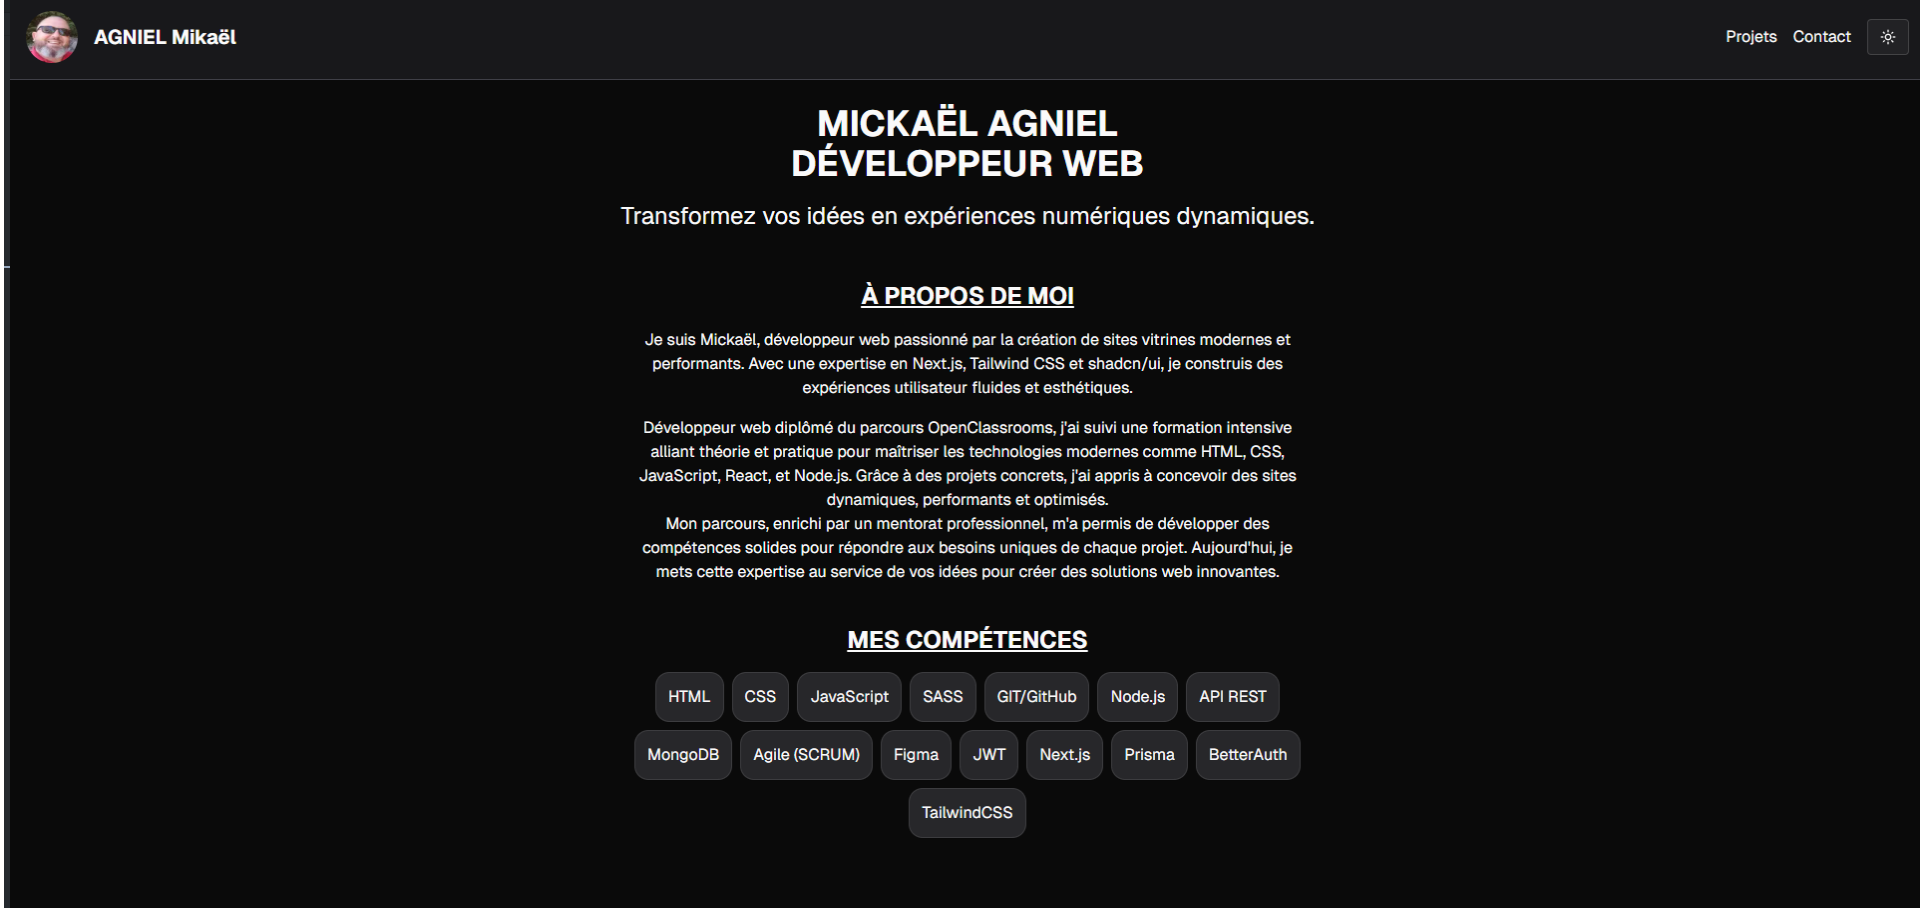 AGNIEL Mikaël
Projets Contact
MICKAËL AGNIEL
DÉVELOPPEUR WEB
Transformez vos idées en expériences numériques dynamiques.
À PROPOS DE MOI
Je suis Mickaël, développeur web passionné par la création de sites vitrines modernes et
performants. Avec une expertise en Next.js, Tailwind CSS et shadcn/ui, je construis des
expériences utilisateur fluides et esthétiques.
Développeur web diplômé du parcours OpenClassrooms, j'ai suivi une formation intensive
alliant théorie et pratique pour maîtriser les technologies modernes comme HTML, CSS,
JavaScript, React, et Node.js. Grâce à des projets concrets, j'ai appris à concevoir des sites
dynamiques, performants et optimisés.
Mon parcours, enrichi par un mentorat professionnel, m'a permis de développer des
compétences solides pour répondre aux besoins uniques de chaque projet. Aujourd'hui, je
mets cette expertise au service de vos idées pour créer des solutions web innovantes.
MES COMPÉTENCES
HTML CSS JavaScript SASS GIT/GitHub Node.js API REST
MongoDB Agile (SCRUM) Figma JWT Next.js Prisma BetterAuth
TailwindCSS